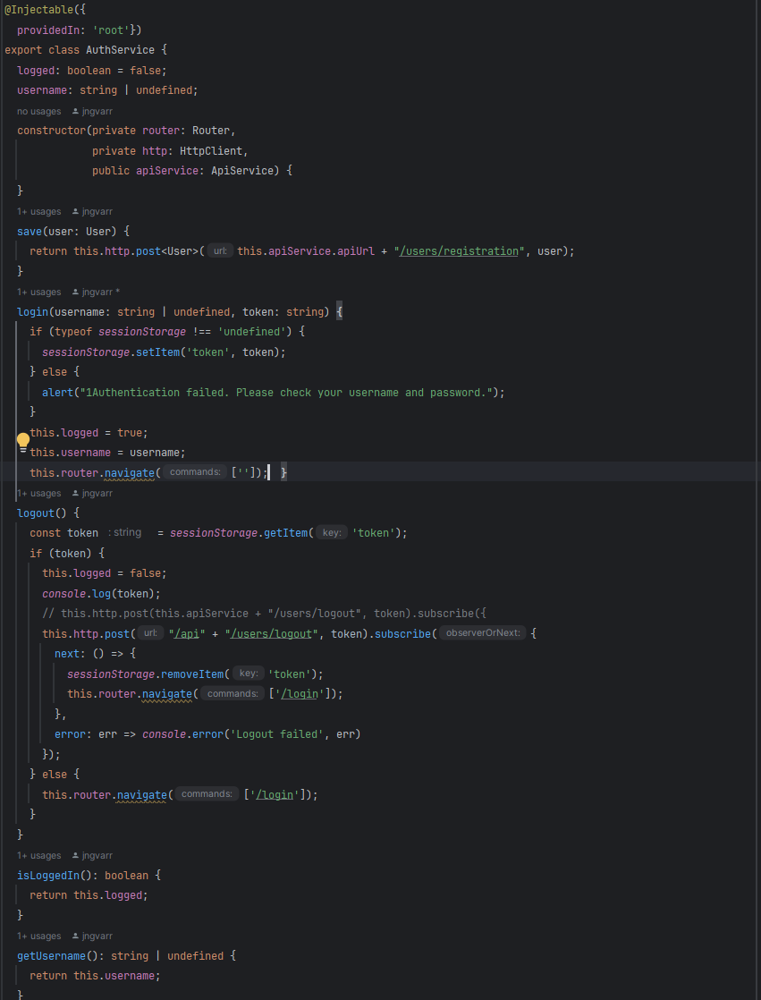 @Injectable({
providedIn: 'root'})
export class AuthService {
logged: boolean = false;
username: string | undefined;
no usages jngvarr
constructor(private router: Router,
private http: HttpClient,
public apiService: ApiService) {
}
1+ usages jngvarr
save(user: User) {
return this.http.post<User>( url: this.apiService.apiUrl + "/users/registration", user);
}
1+ usages jngvarr *
login(username: string | undefined, token: string) {
if (typeof sessionStorage !== 'undefined') {
sessionStorage.setItem('token', token);
} else {
alert("1Authentication failed. Please check your username and password.");
}
this.logged = true;
this.username = username;
this.router.navigate( commands: ['']); }
1+ usages jngvarr
logout() {
const token : string = sessionStorage.getItem( key: 'token');
if (token) {
this.logged = false;
console.log(token);
// this.http.post(this.apiService + "/users/logout", token).subscribe({
this.http.post( url: "/api" + "/users/logout", token).subscribe( observerOrNext: {
next: () => {
sessionStorage.removeItem( key: 'token');
this.router.navigate( commands: ['/login']);
},
error: err => console.error('Logout failed', err)
});
} else {
this.router.navigate( commands: ['/login']);
}
}
1+ usages jngvarr
isLoggedIn(): boolean {
return this.logged;
}
1+ usages jngvarr
getUsername(): string | undefined {
return this.username;
}